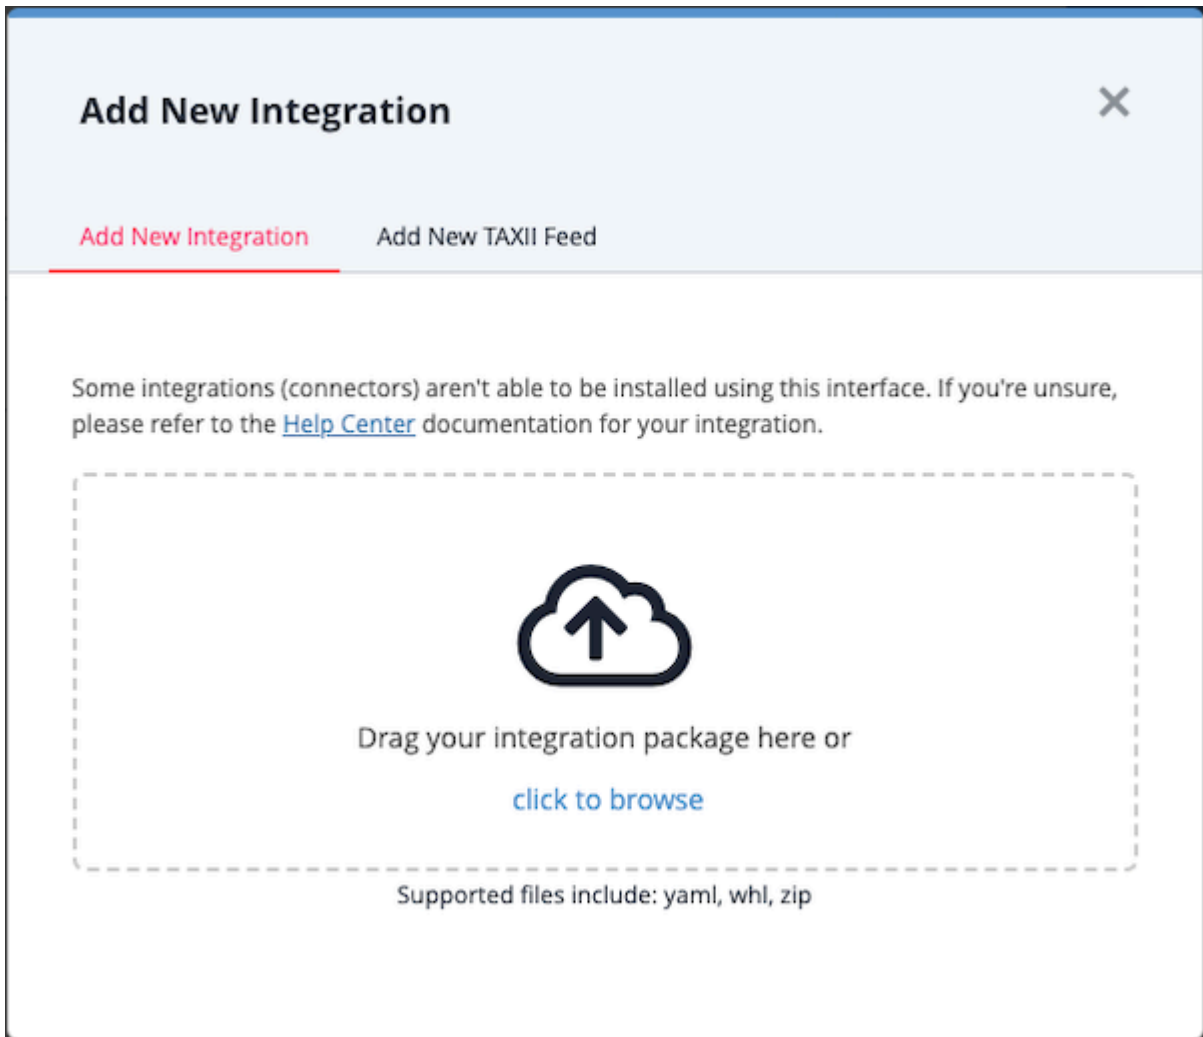 Add New Integration
Add New Integration
Add New TAXII Feed
Some integrations (connectors) aren't able to be installed using this interface. If you're unsure,
please refer to the Help Center documentation for your integration.
Drag your integration package here or
click to browse
Supported files include: yaml, whl, zip